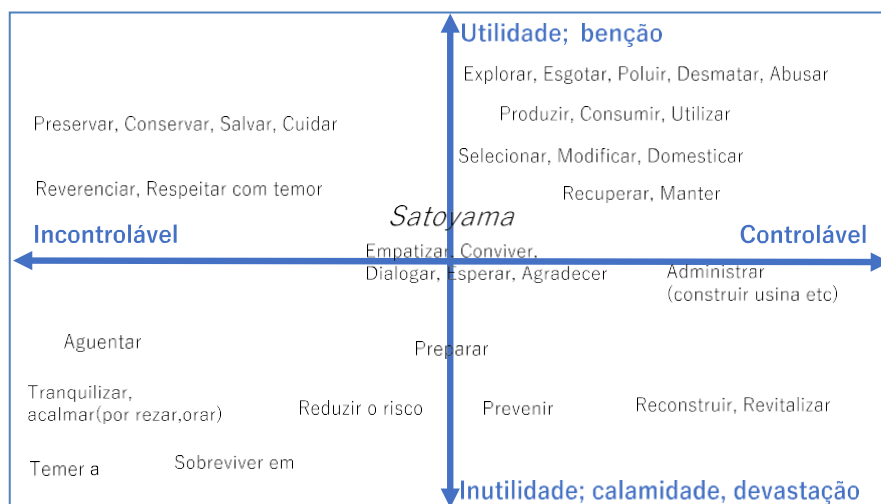 Utilidade; benção
Explorar, Esgotar, Poluir, Desmatar, Abusar
Produzir, Consumir, Utilizar
Preservar, Conservar, Salvar, Cuidar
Selecionar, Modificar, Domesticar
Reverenciar, Respeitar com temor
Recuperar, Manter
Satoyama
Incontrolável
Controlável
Empatizar, Conviver,
Dialogar, Esperar, Agradecer
Administrar
(construir usina etc)
Aguentar
Preparar
Tranquilizar,
acalmar(por rezar,orar)
Reduzir o risco
Prevenir
Reconstruir, Revitalizar
Temer a
Sobreviver em
Inutilidade; calamidade, devastação